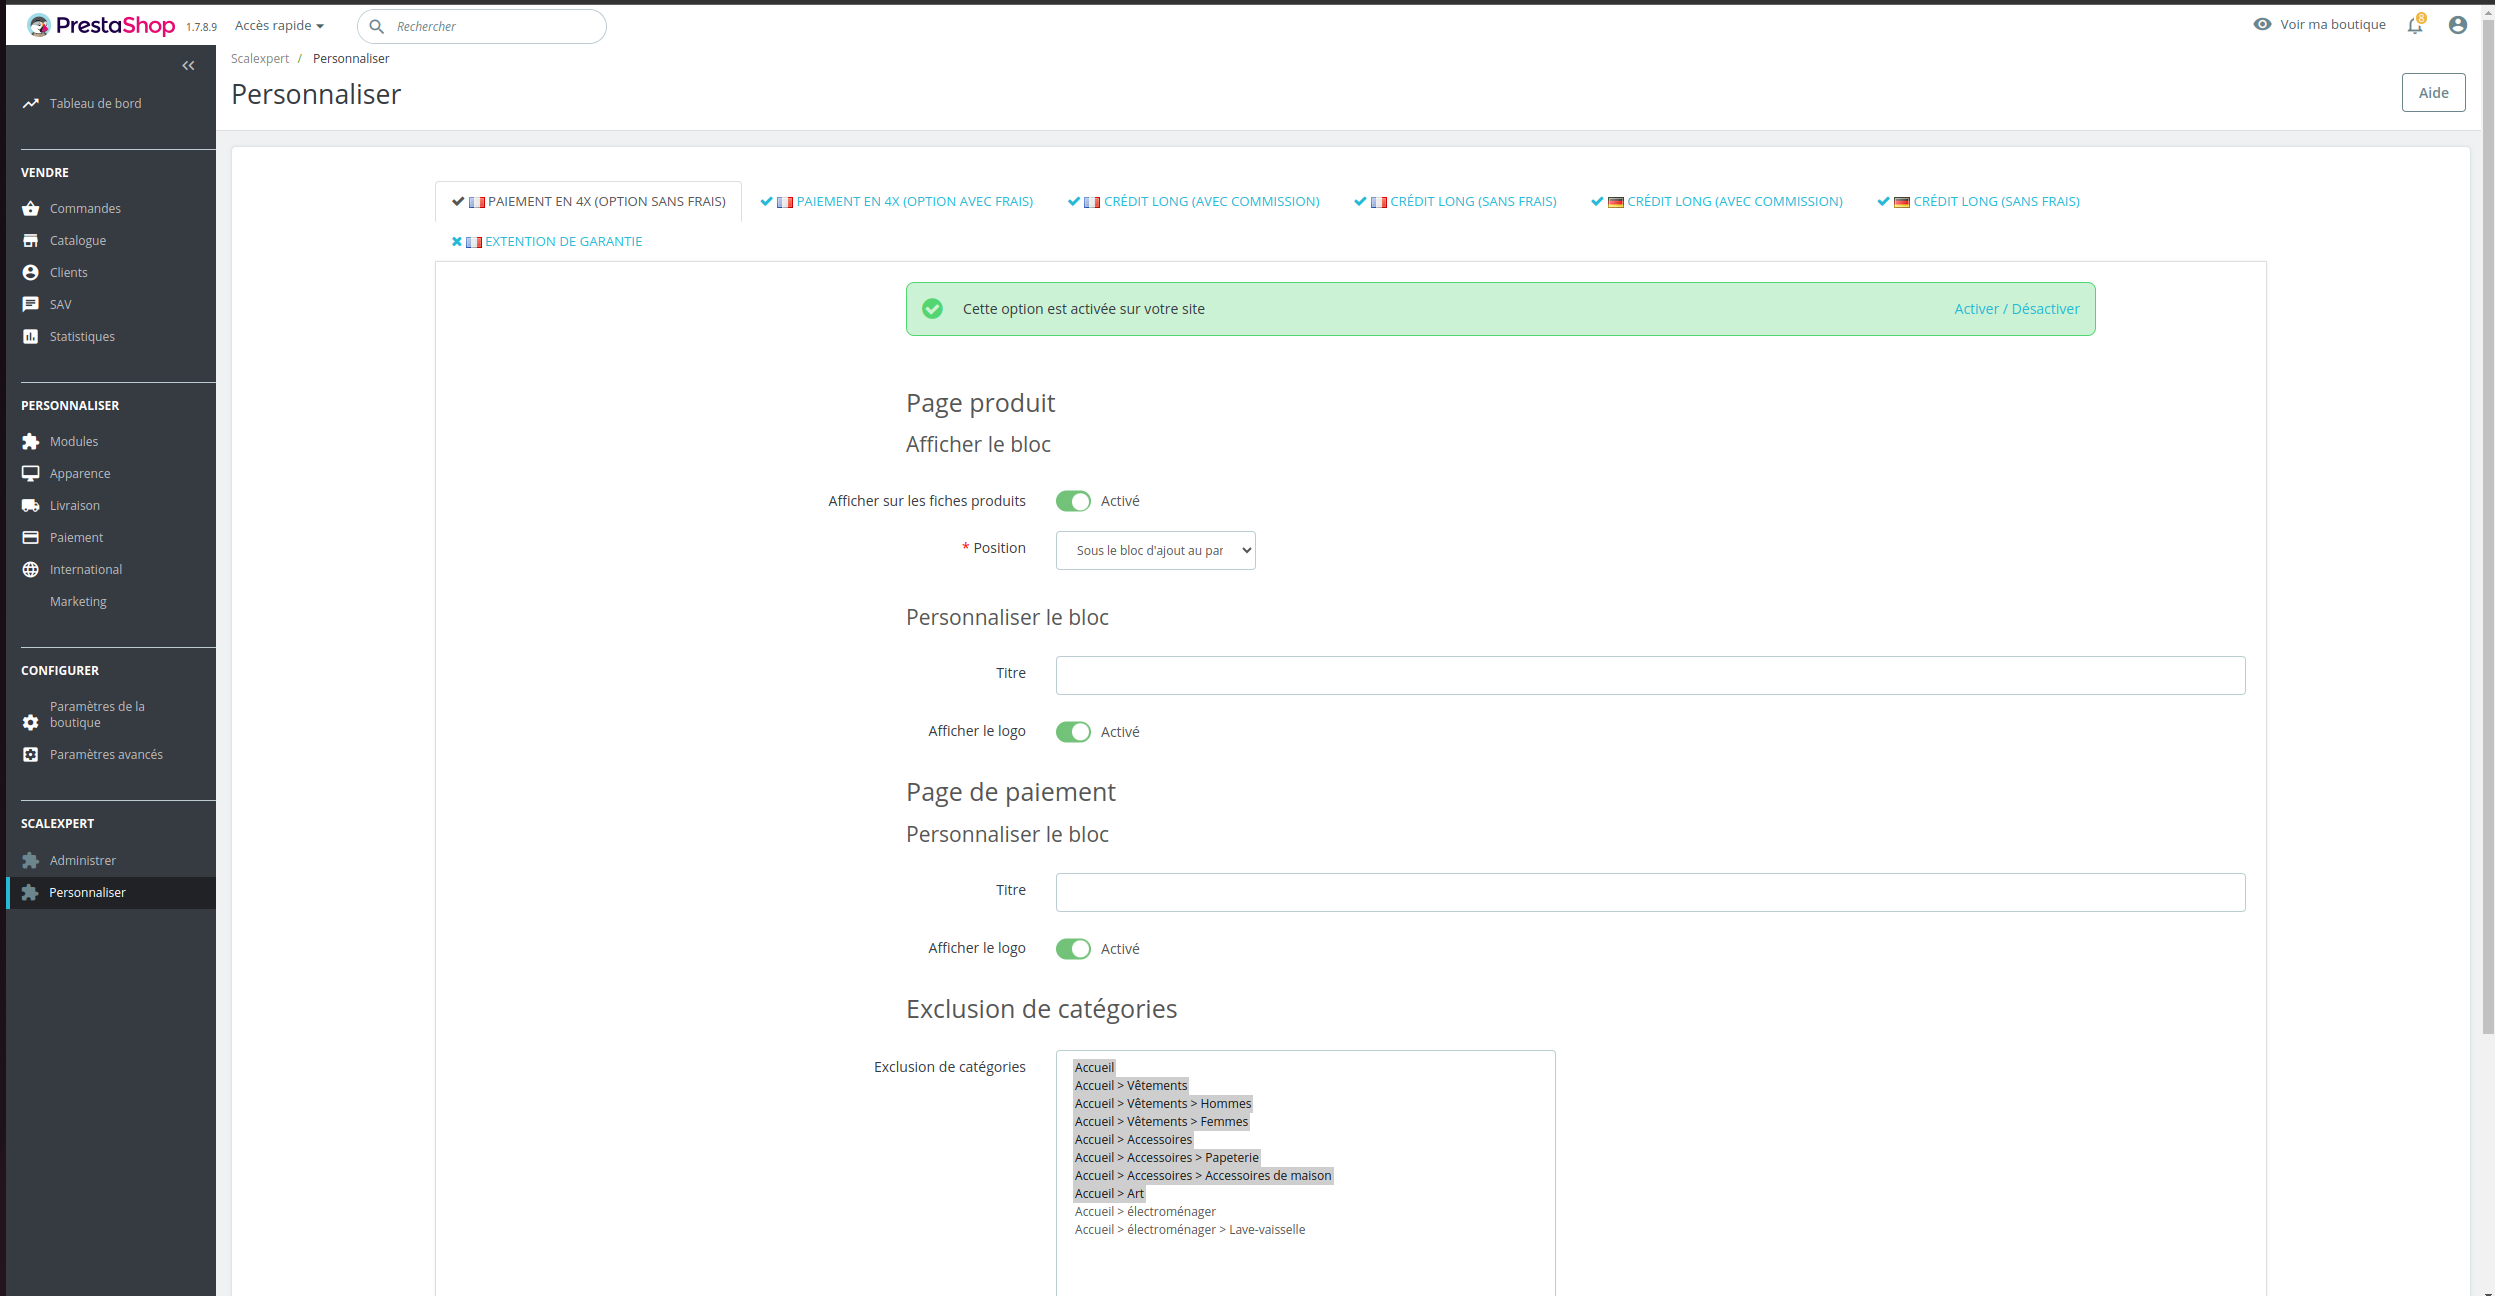 PrestaShop 1.7.8.9 Accès rapide Rechercher Voir ma boutique 8
Scalexpert / Personnaliser
Personnaliser
Aide
Tableau de bord
VENDRE
Commandes
Catalogue
Clients
SAV
Statistiques
PERSONNALISER
Modules
Apparence
Livraison
Paiement
International
Marketing
CONFIGURER
Paramètres de la
boutique
Paramètres avancés
SCALEXPERT
Administrer
Personnaliser
PAIEMENT EN 4X (OPTION SANS FRAIS) PAIEMENT EN 4X (OPTION AVEC FRAIS) CRÉDIT LONG (AVEC COMMISSION) CRÉDIT LONG (SANS FRAIS) CRÉDIT LONG (AVEC COMMISSION) CRÉDIT LONG (SANS FRAIS)
EXTENTION DE GARANTIE
Cette option est activée sur votre site Activer / Désactiver
Page produit
Afficher le bloc
Afficher sur les fiches produits Activé
* Position Sous le bloc d'ajout au par
Personnaliser le bloc
Titre
Afficher le logo Activé
Page de paiement
Personnaliser le bloc
Titre
Afficher le logo Activé
Exclusion de catégories
Exclusion de catégories
Accueil
Accueil > Vêtements
Accueil > Vêtements > Hommes
Accueil > Vêtements > Femmes
Accueil > Accessoires
Accueil > Accessoires > Papeterie
Accueil > Accessoires > Accessoires de maison
Accueil > Art
Accueil > électroménager
Accueil > électroménager > Lave-vaisselle